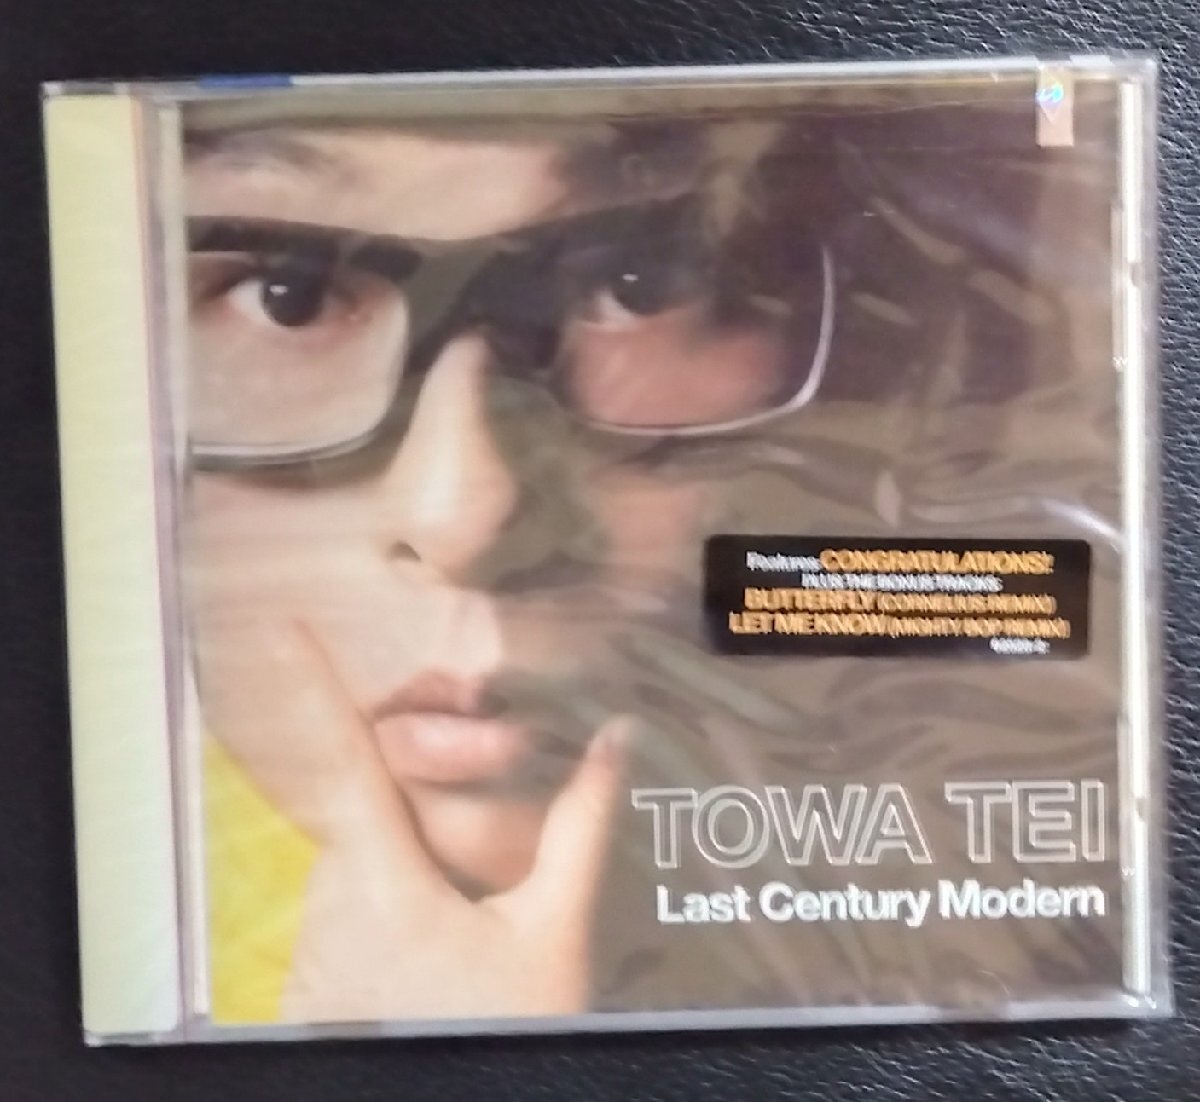 Features CONGRATULATIONS!
PLUS THE BONUS TRACKS:
BUTTERFLY (CORNELIUS REMIX)
LET ME KNOW (MIGHTY BOP REMIX)
TOWA TEI
Last Century Modern